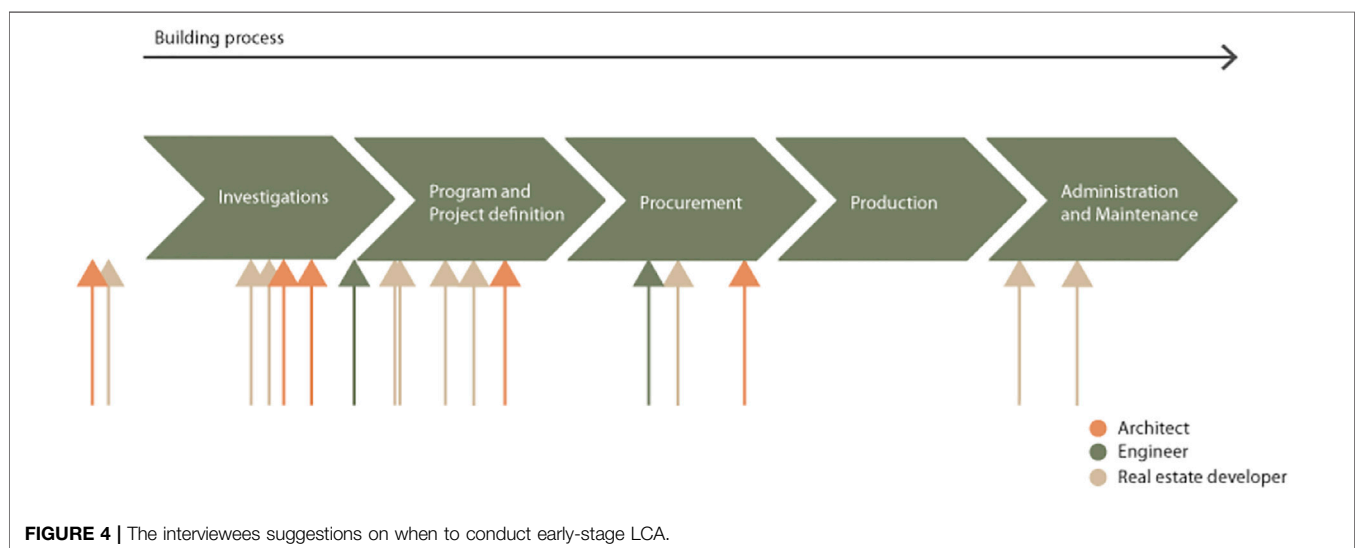 Building process
Investigations
Program and
Project definition
Procurement
Production
Administration
and Maintenance
Architect
Engineer
Real estate developer
FIGURE 4 | The interviewees suggestions on when to conduct early-stage LCA.